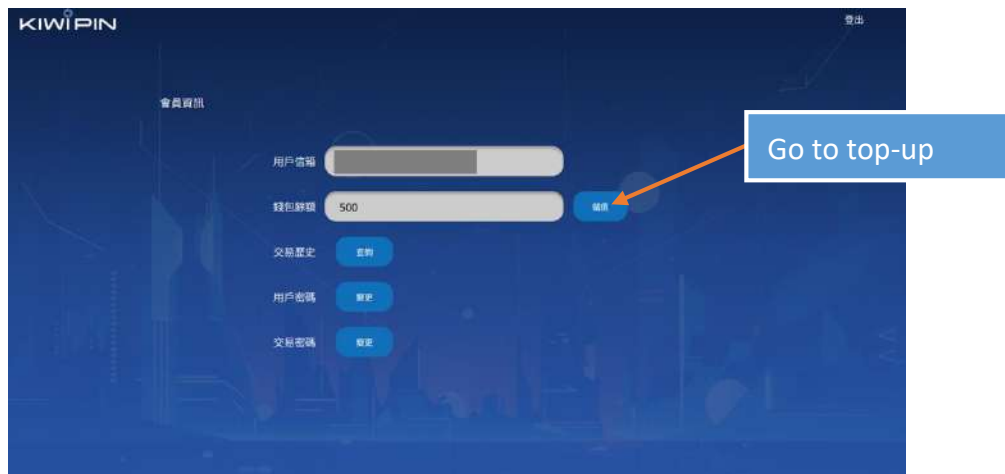 KIWIPIN
登出
會員資訊
Go to top-up
用戶信箱
錢包餘額 500 儲值
交易歷史 查詢
用戶密碼 變更
交易密碼 變更